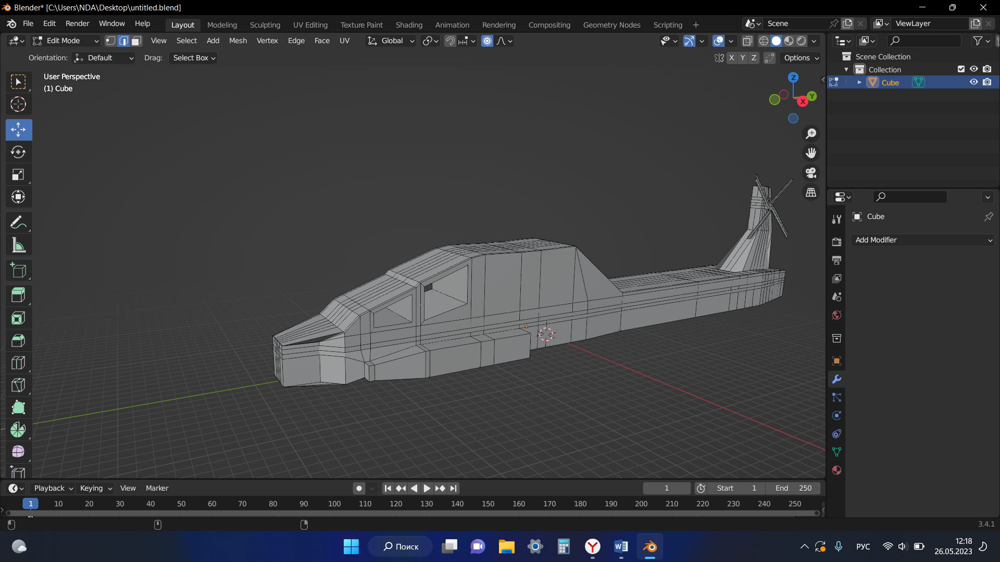 Blender* [C:\Users\NDA\Desktop\untitled.blend]
File Edit Render Window Help Layout Modeling Sculpting UV Editing Texture Paint Shading Animation Rendering Compositing Geometry Nodes Scripting + Scene ViewLayer
Edit Mode View Select Add Mesh Vertex Edge Face UV Global
Orientation: Default Drag: Select Box X Y Z Options
Scene Collection
Collection
Cube
User Perspective
(1) Cube
Z
Y
X
Cube
Add Modifier
Playback Keying View Marker 1 Start 1 End 250
1 10 20 30 40 50 60 70 80 90 100 110 120 130 140 150 160 170 180 190 200 210 220 230 240 250
3.4.1
Поиск
РУС
12:18
26.05.2023